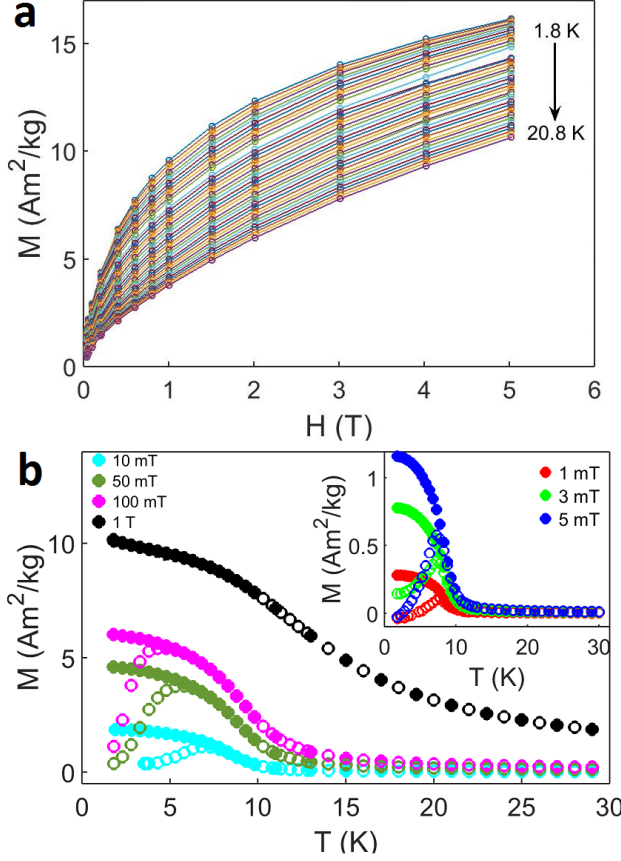 a
15
10
5
0
M (Am²/kg)
1.8 K
20.8 K
0 1 2 3 4 5 6
H (T)
b
10 mT
50 mT
100 mT
1 T
10
5
0
M (Am²/kg)
1
0.5
0
M (Am²/kg)
1 mT
3 mT
5 mT
0 10 20 30
T (K)
0 5 10 15 20 25 30
T (K)